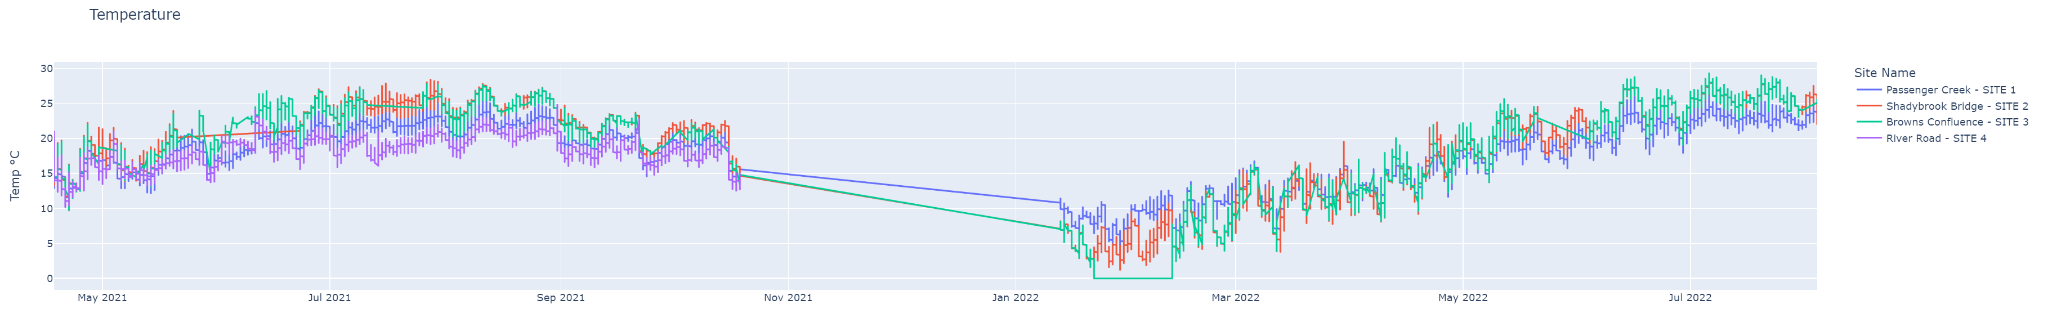 Temperature
Site Name
Passenger Creek - SITE 1
Shadybrook Bridge - SITE 2
Browns Confluence - SITE 3
River Road - SITE 4
Temp °C
30
25
20
15
10
5
0
May 2021
Jul 2021
Sep 2021
Nov 2021
Jan 2022
Mar 2022
May 2022
Jul 2022